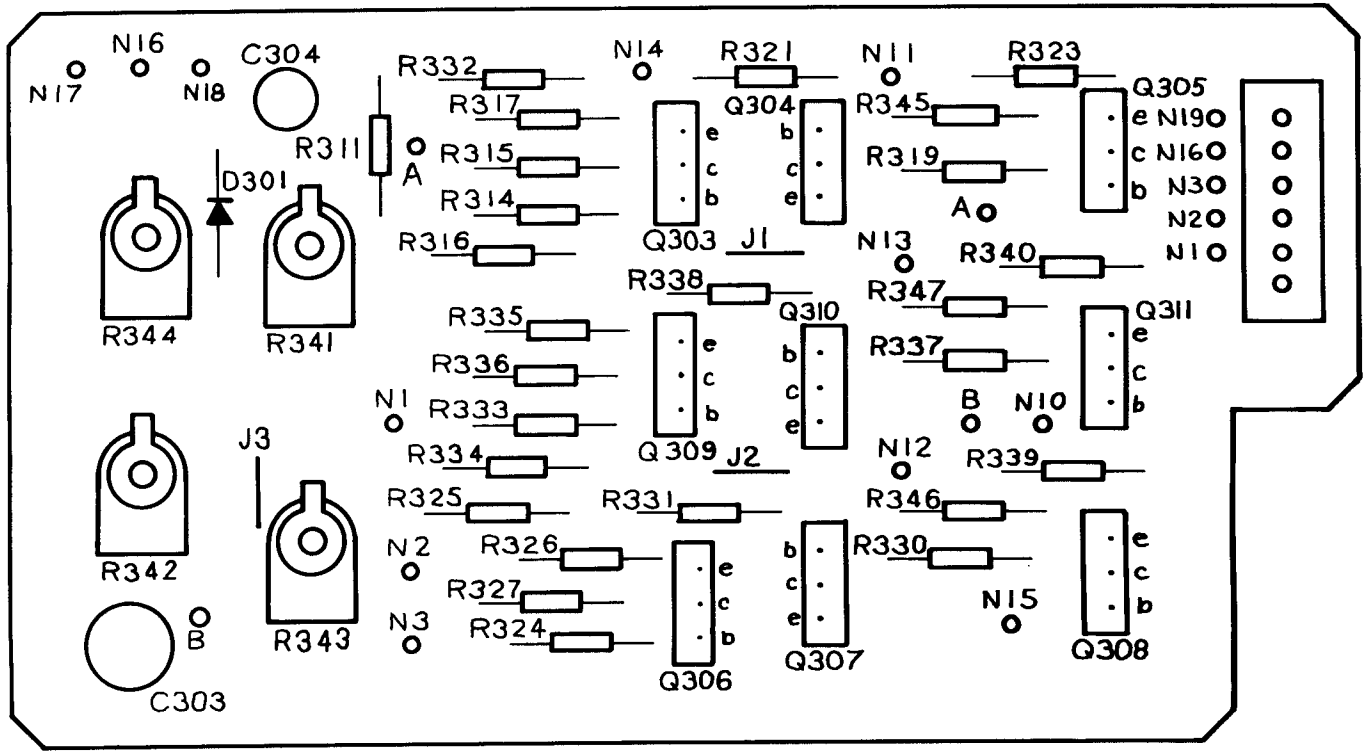 N16
N17
N18
C304
R332
N14
R321
N11
R323
R317
Q304
R345
Q305
R311
A
R315
e
c
b
b
c
e
R319
e
c
b
N19
N16
N3
N2
N1
D301
R314
A
R316
Q303
J1
N13
R340
R338
R347
R344
R341
R335
Q310
Q311
R336
e
c
b
b
c
e
R337
e
c
b
N1
R333
B
N10
J3
R334
Q309
J2
N12
R339
R325
R331
R346
R342
N2
R326
b
c
e
R330
e
c
b
R327
e
c
b
N15
B
R343
N3
R324
Q307
Q308
C303
Q306